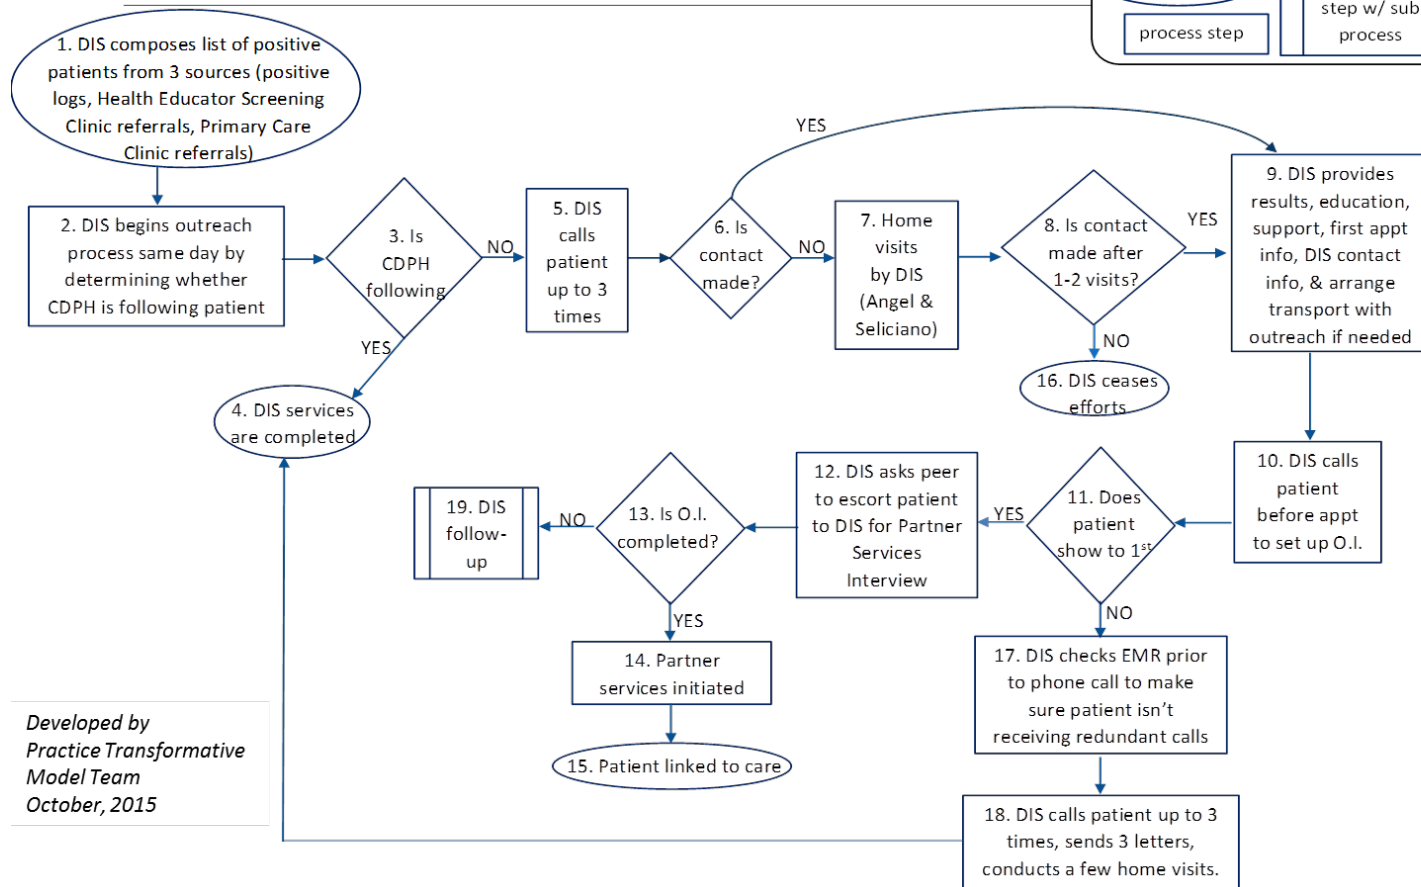 step w/ sub
process step
process
1. DIS composes list of positive
patients from 3 sources (positive
logs, Health Educator Screening
Clinic referrals, Primary Care
Clinic referrals)
2. DIS begins outreach
process same day by
determining whether
CDPH is following patient
3. Is
CDPH
following
NO
YES
4. DIS services
are completed
5. DIS
calls
patient
up to 3
times
6. Is
contact
made?
YES
NO
7. Home
visits
by DIS
(Angel &
Seliciano)
8. Is contact
made after
1-2 visits?
YES
NO
16. DIS ceases
efforts
9. DIS provides
results, education,
support, first appt
info, DIS contact
info, & arrange
transport with
outreach if needed
10. DIS calls
patient
before appt
to set up O.I.
11. Does
patient
show to 1st
YES
NO
12. DIS asks peer
to escort patient
to DIS for Partner
Services
Interview
13. Is O.I.
completed?
NO
YES
19. DIS
follow-
up
14. Partner
services initiated
15. Patient linked to care
17. DIS checks EMR prior
to phone call to make
sure patient isn't
receiving redundant calls
18. DIS calls patient up to 3
times, sends 3 letters,
conducts a few home visits.
Developed by
Practice Transformative
Model Team
October, 2015